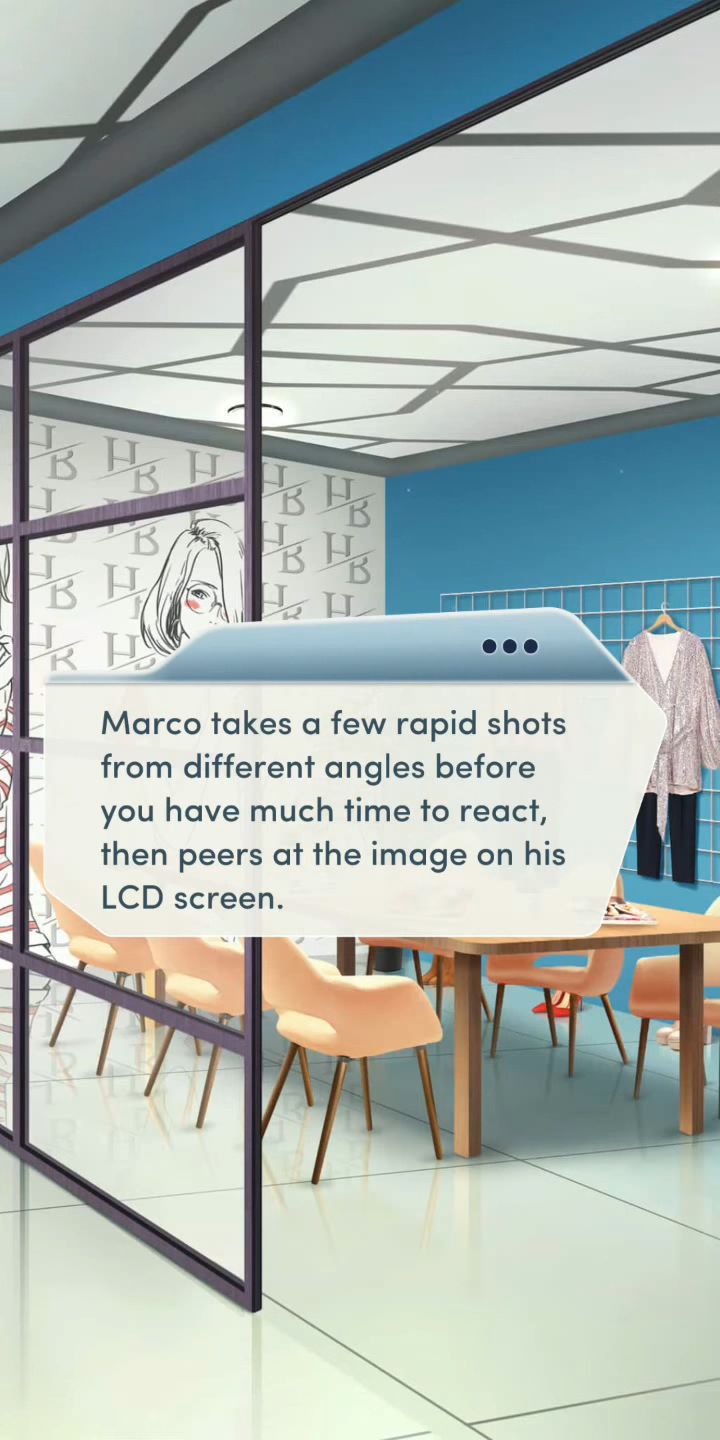 H B H B H B H B
H B H B H B H B
H B H B H B
H B H B
Marco takes a few rapid shots
from different angles before
you have much time to react,
then peers at the image on his
LCD screen.